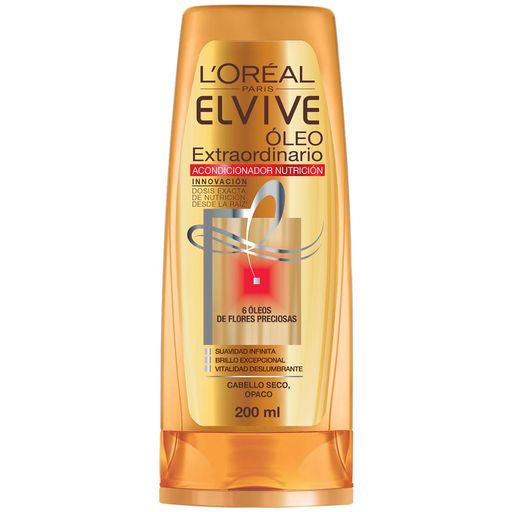 L'ORÉAL
PARIS
ELVIVE
ÓLEO
Extraordinario
ACONDICIONADOR NUTRICIÓN
INNOVACIÓN
DOSIS EXACTA
DE NUTRICIÓN
DESDE LA RAÍZ*
6 ÓLEOS
DE FLORES PRECIOSAS
SUAVIDAD INFINITA
BRILLO EXCEPCIONAL
VITALIDAD DESLUMBRANTE
CABELLO SECO,
OPACO
200 ml